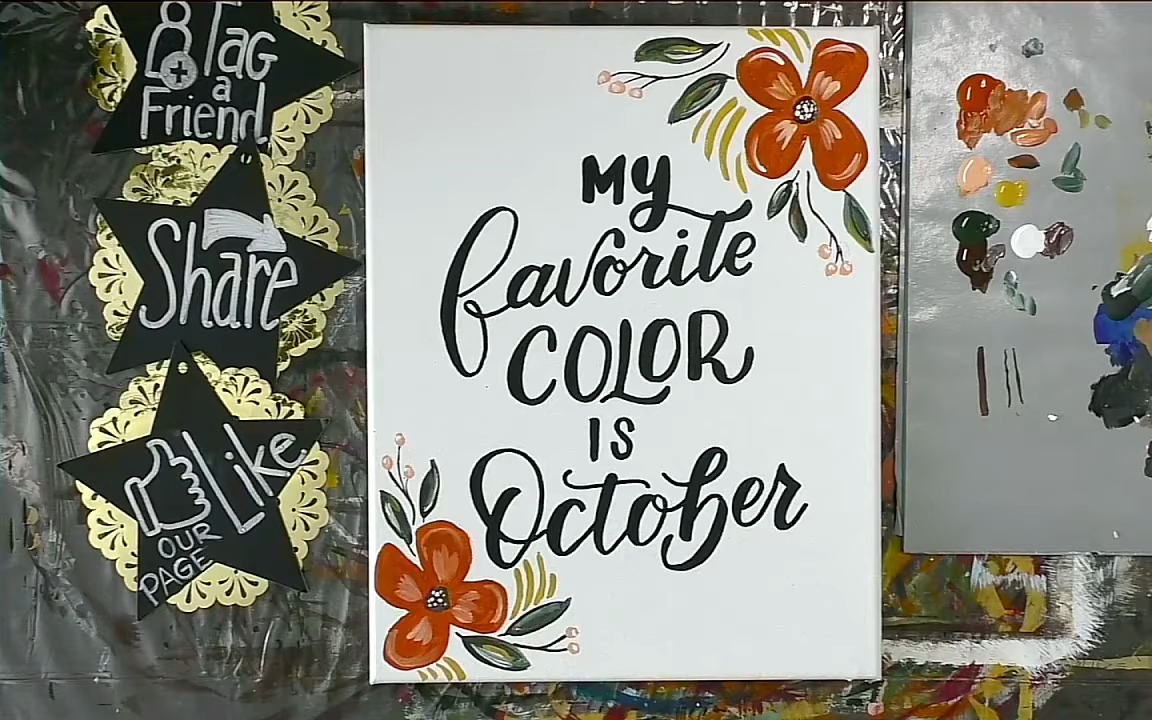 Tag
a
Friend
Share
Like
OUR
PAGE
My
favorite
COLOR
IS
October